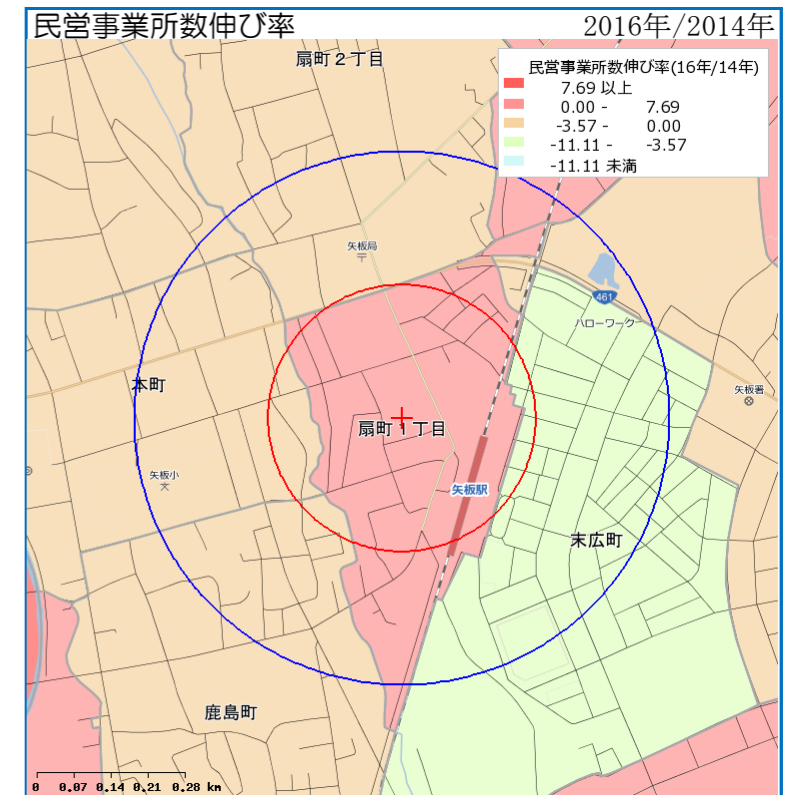 民営事業所数伸び率 2016年/2014年
扇町２丁目
民営事業所数伸び率(16年/14年)
7.69 以上
0.00 - 7.69
-3.57 - 0.00
-11.11 - -3.57
-11.11 未満
矢板局
461
ハローワーク
本町
矢板署
扇町１丁目
矢板小
矢板駅
末広町
鹿島町
0 0.07 0.14 0.21 0.28 km